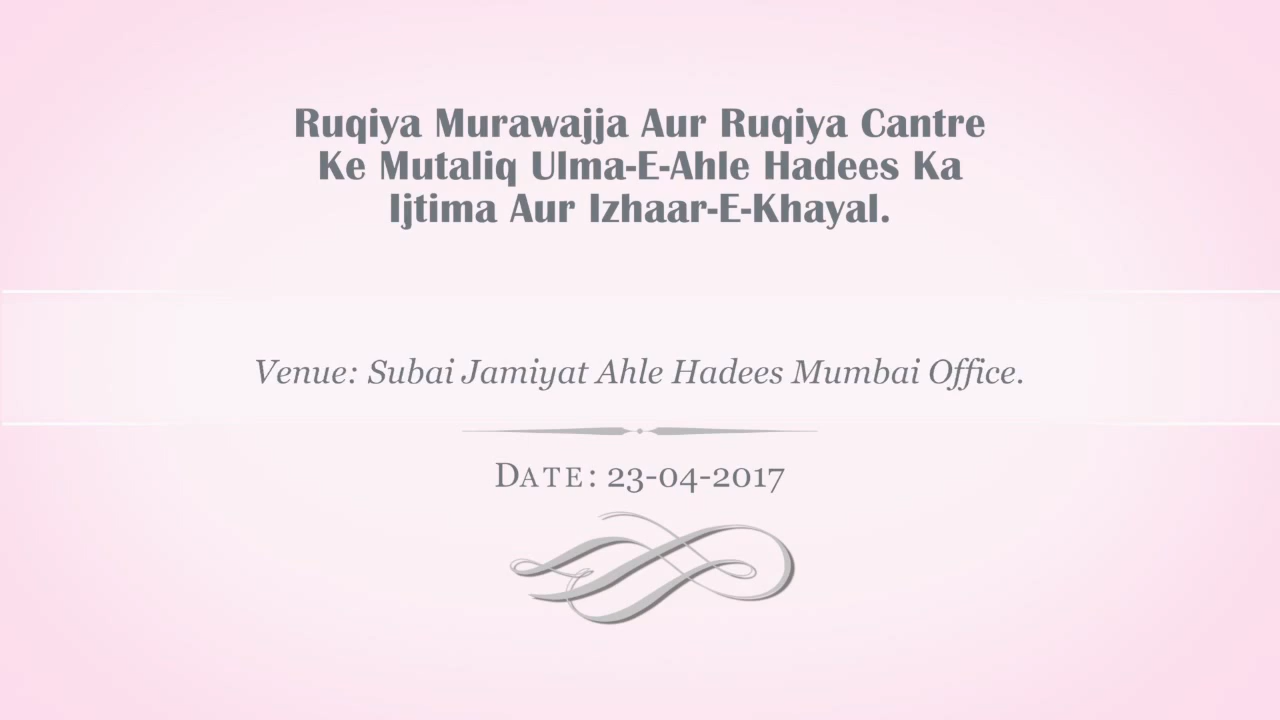 Ruqiya Murawajja Aur Ruqiya Cantre
Ke Mutaliq Ulma-E-Ahle Hadees Ka
Ijtima Aur Izhaar-E-Khayal.
Venue: Subai Jamiyat Ahle Hadees Mumbai Office.
Date: 23-04-2017